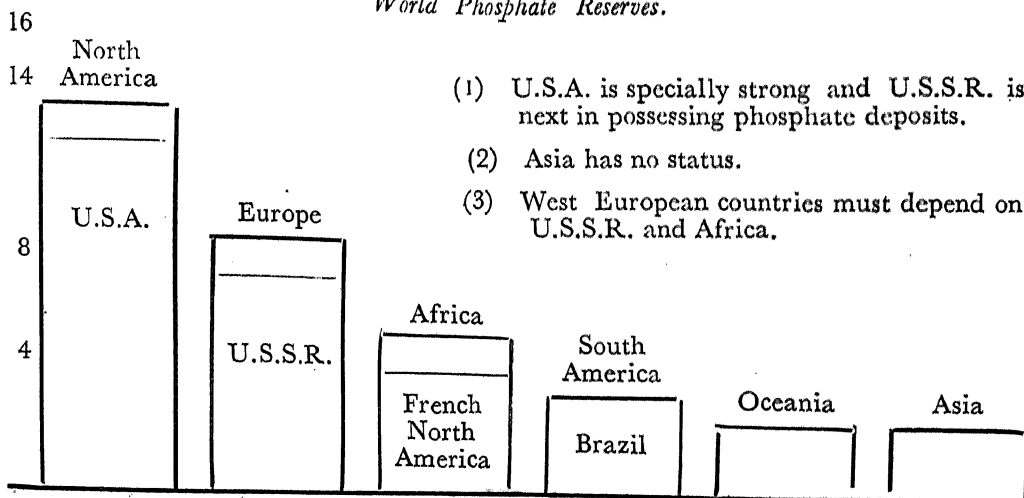 World Phosphate Reserves.
16
North
America
14
(1) U.S.A. is specially strong and U.S.S.R. is
next in possessing phosphate deposits.
(2) Asia has no status.
(3) West European countries must depend on
U.S.S.R. and Africa.
U.S.A.
Europe
8
U.S.S.R.
4
Africa
French
North
America
South
America
Brazil
Oceania
Asia